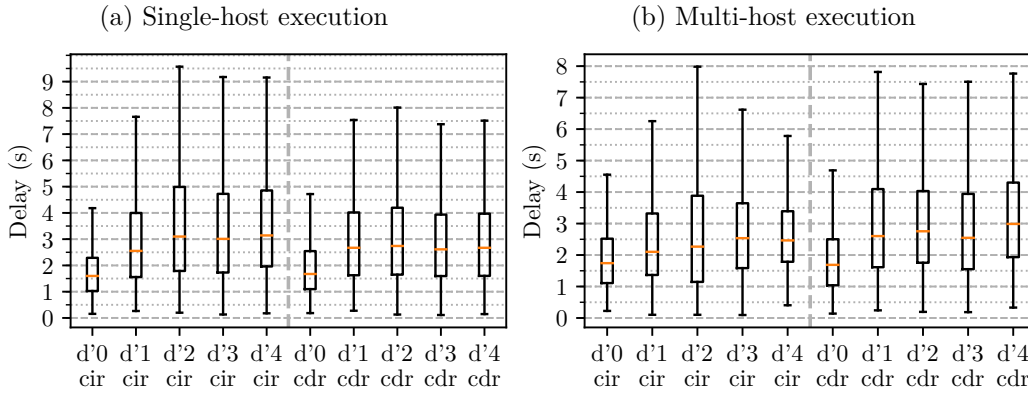 (a) Single-host execution
Delay (s)
9
8
7
6
5
4
3
2
1
0
d'0 d'1 d'2 d'3 d'4 d'0 d'1 d'2 d'3 d'4
cir cir cir cir cir cdr cdr cdr cdr cdr
(b) Multi-host execution
Delay (s)
8
7
6
5
4
3
2
1
0
d'0 d'1 d'2 d'3 d'4 d'0 d'1 d'2 d'3 d'4
cir cir cir cir cir cdr cdr cdr cdr cdr